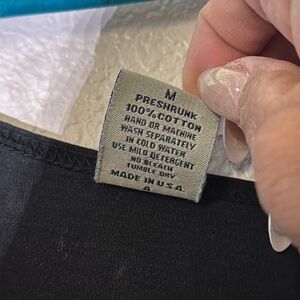 M
PRESHRUNK
100% COTTON
HAND OR MACHINE
WASH SEPARATELY
IN COLD WATER
USE MILD DETERGENT
NO BLEACH
TUMBLE DRY
MADE IN U.S.A.
A